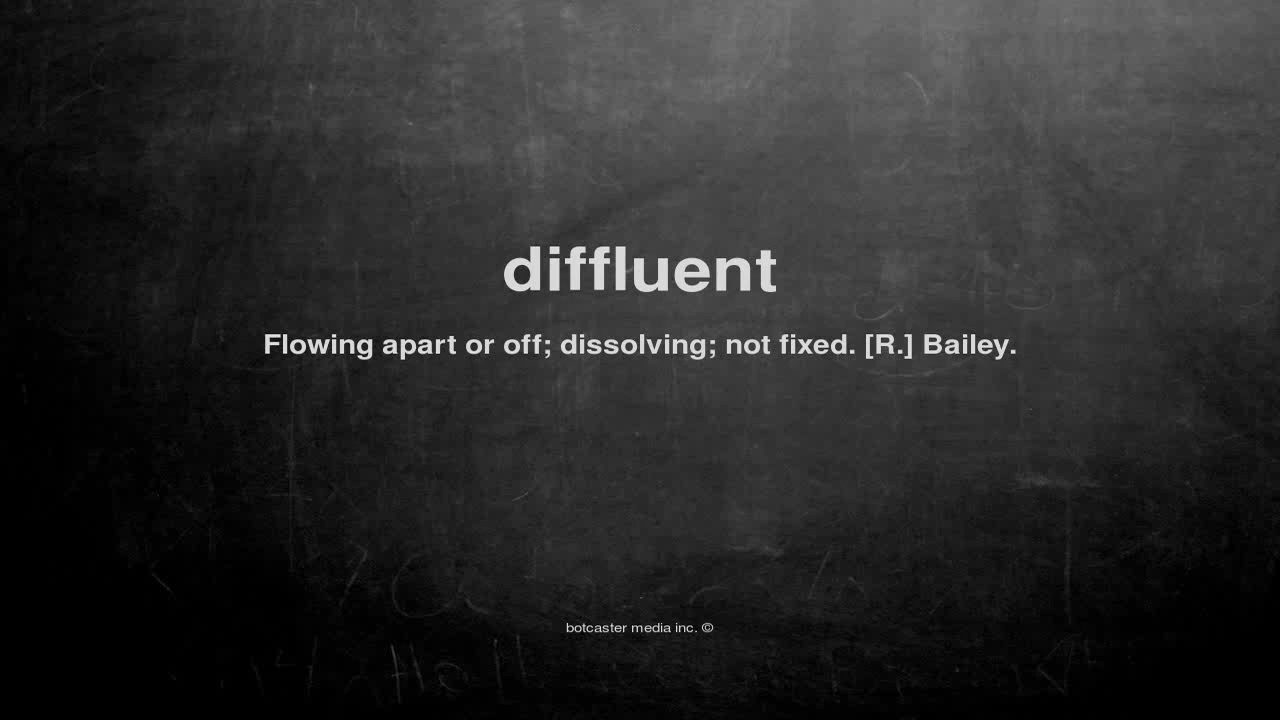 diffluent
Flowing apart or off; dissolving; not fixed. [R.] Bailey.
botcaster media inc. ©